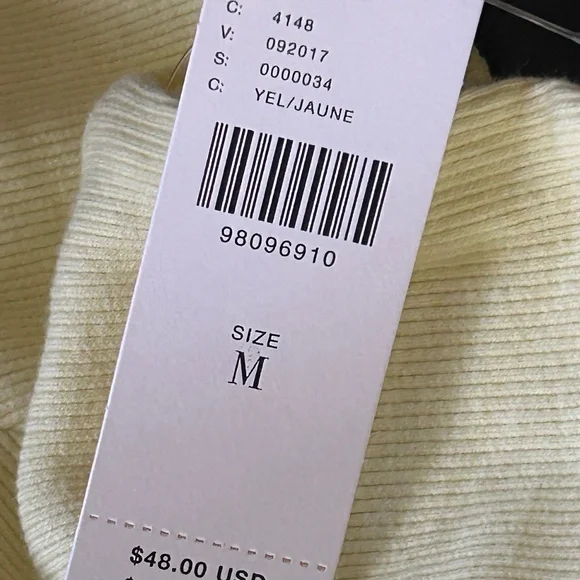 C: 4148
V: 092017
S: 0000034
C: YEL/JAUNE
98096910
SIZE
M
$48.00 USD